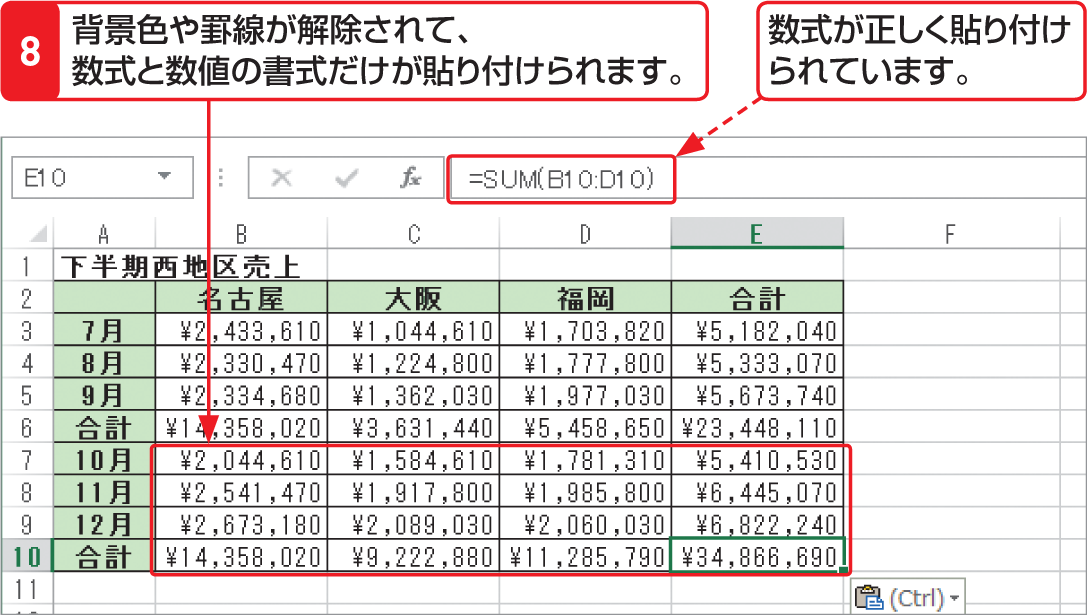 8
背景色や罫線が解除されて、
数式と数値の書式だけが貼り付けられます。
数式が正しく貼り付け
られています。
E10 fx =SUM(B10:D10)
A B C D E F
1 下半期西地区売上
2 名古屋 大阪 福岡 合計
3 7月 ¥2,433,610 ¥1,044,610 ¥1,703,820 ¥5,182,040
4 8月 ¥2,330,470 ¥1,224,800 ¥1,777,800 ¥5,333,070
5 9月 ¥2,334,680 ¥1,362,030 ¥1,977,030 ¥5,673,740
6 合計 ¥14,358,020 ¥3,631,440 ¥5,458,650 ¥23,448,110
7 10月 ¥2,044,610 ¥1,584,610 ¥1,781,310 ¥5,410,530
8 11月 ¥2,541,470 ¥1,917,800 ¥1,985,800 ¥6,445,070
9 12月 ¥2,673,180 ¥2,089,030 ¥2,060,030 ¥6,822,240
10 合計 ¥14,358,020 ¥9,222,880 ¥11,285,790 ¥34,866,690
11
(Ctrl)